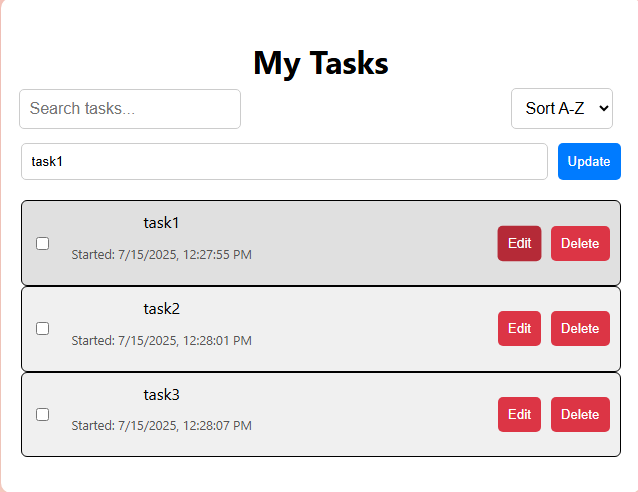 My Tasks
Search tasks... Sort A-Z
task1 Update
task1
Started: 7/15/2025, 12:27:55 PM
Edit Delete
task2
Started: 7/15/2025, 12:28:01 PM
Edit Delete
task3
Started: 7/15/2025, 12:28:07 PM
Edit Delete